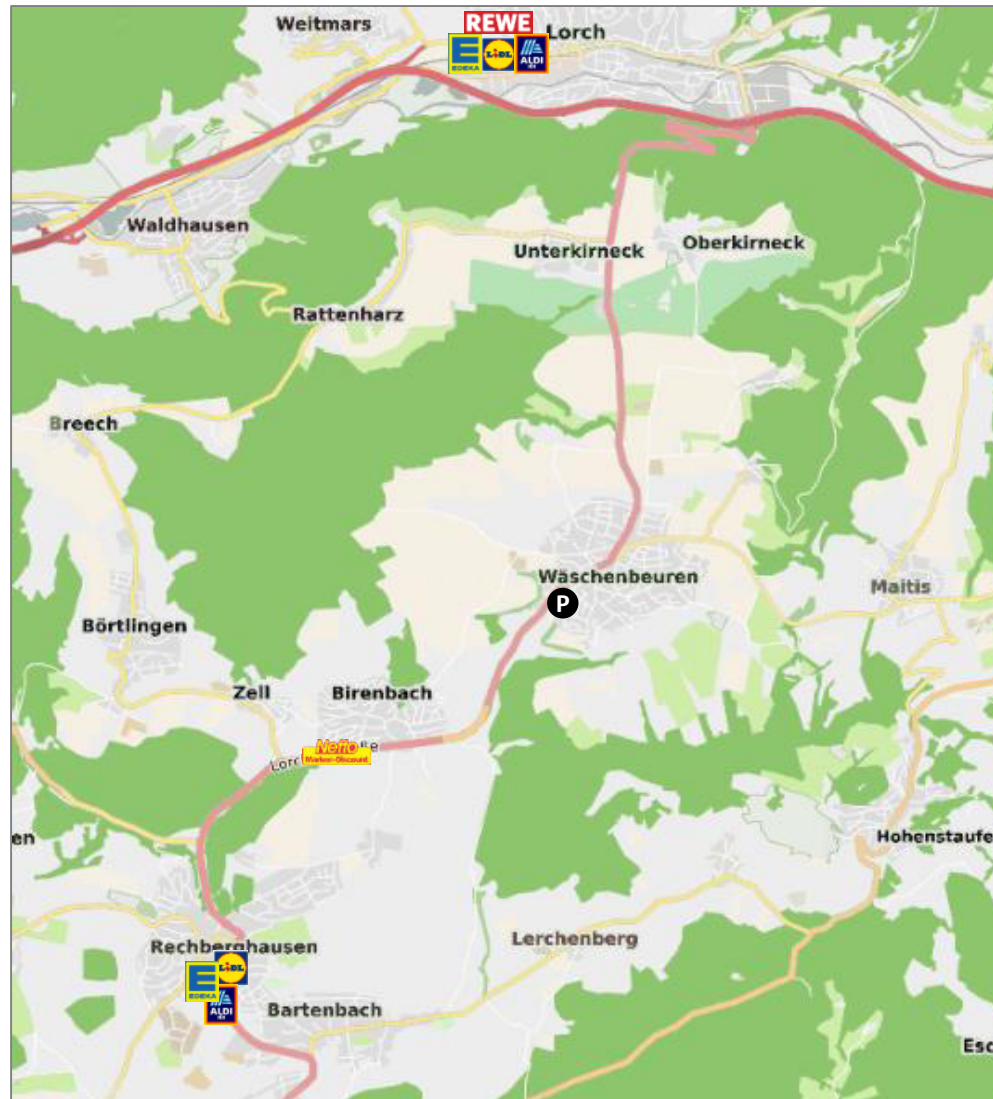 Weitmars
REWE
Lorch
E
EDEKA
LiDL
ALDI
Waldhausen
Unterkirneck
Oberkirneck
Rattenharz
Breech
Wäschenbeuren
P
Maitis
Börtlingen
Zell
Birenbach
Lorch
Netto
Marken-Discount
en
Hohenstaufe
Lerchenberg
Rechberghausen
LiDL
E
EDEKA
ALDI
Bartenbach
Esc